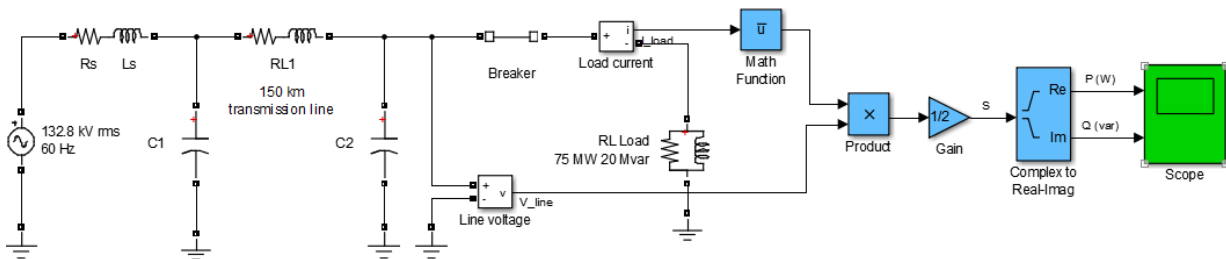 132.8 kV rms
60 Hz
+
Rs
Ls
C1
RL1
150 km
transmission line
C2
Breaker
+
-
i
Load current
+
-
v
Line voltage
V_line
RL Load
75 MW 20 Mvar
u
Math
Function
×
Product
1/2
Gain
S
Re
Im
Complex to
Real-Imag
P (W)
Q (var)
Scope